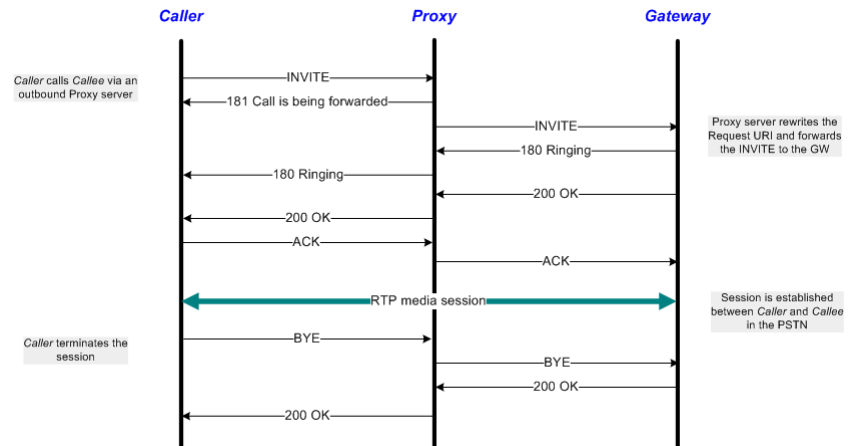 Caller
Proxy
Gateway
INVITE
Caller calls Callee via an
outbound Proxy server
181 Call is being forwarded
INVITE
Proxy server rewrites the
Request URI and forwards
the INVITE to the GW
180 Ringing
180 Ringing
200 OK
200 OK
ACK
ACK
RTP media session
Session is established
between Caller and Callee
in the PSTN
BYE
Caller terminates the
session
BYE
200 OK
200 OK